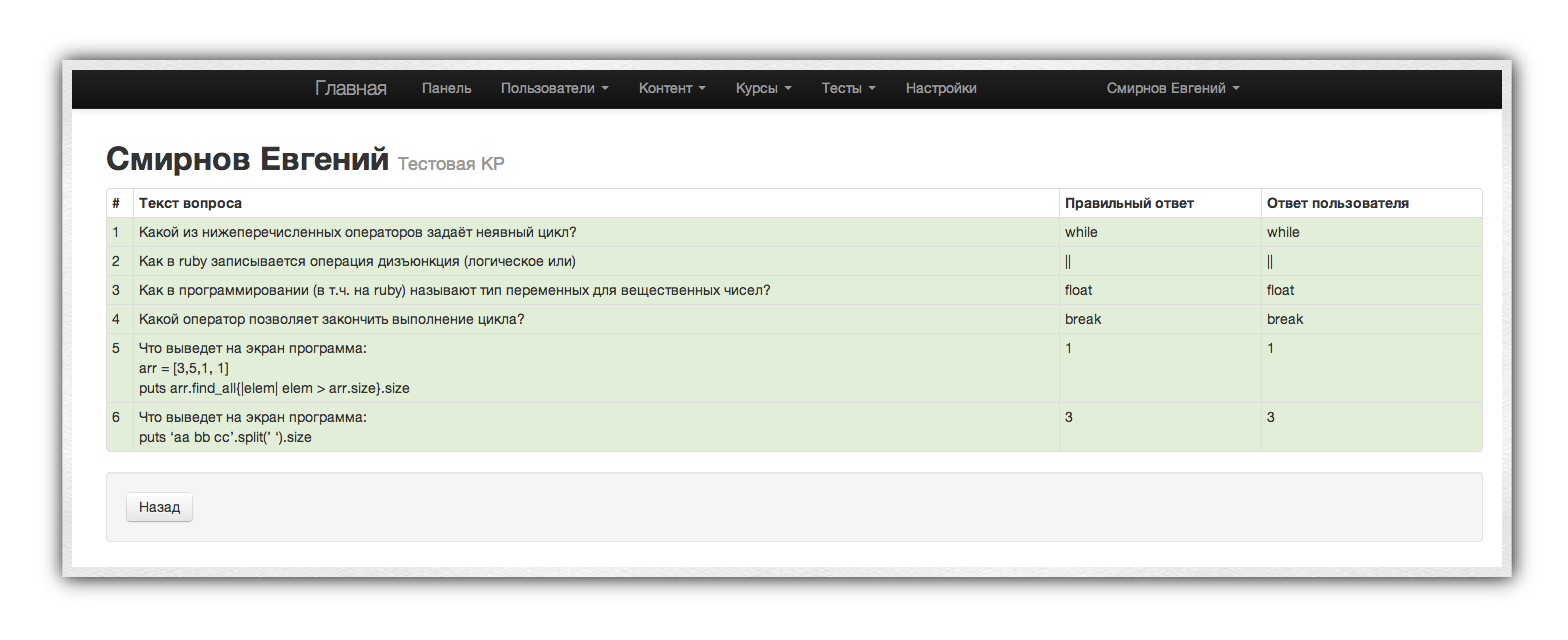 Главная Панель Пользователи Контент Курсы Тесты Настройки Смирнов Евгений
Смирнов Евгений Тестовая КР
# Текст вопроса Правильный ответ Ответ пользователя
1 Какой из нижеперечисленных операторов задаёт неявный цикл? while while
2 Как в ruby записывается операция дизъюнкция (логическое или) || ||
3 Как в программировании (в т.ч. на ruby) называют тип переменных для вещественных чисел? float float
4 Какой оператор позволяет закончить выполнение цикла? break break
5 Что выведет на экран программа: 1 1
arr = [3,5,1, 1]
puts arr.find_all{|elem| elem > arr.size}.size
6 Что выведет на экран программа: 3 3
puts ‘aa bb cc’.split(’ ‘).size
Назад